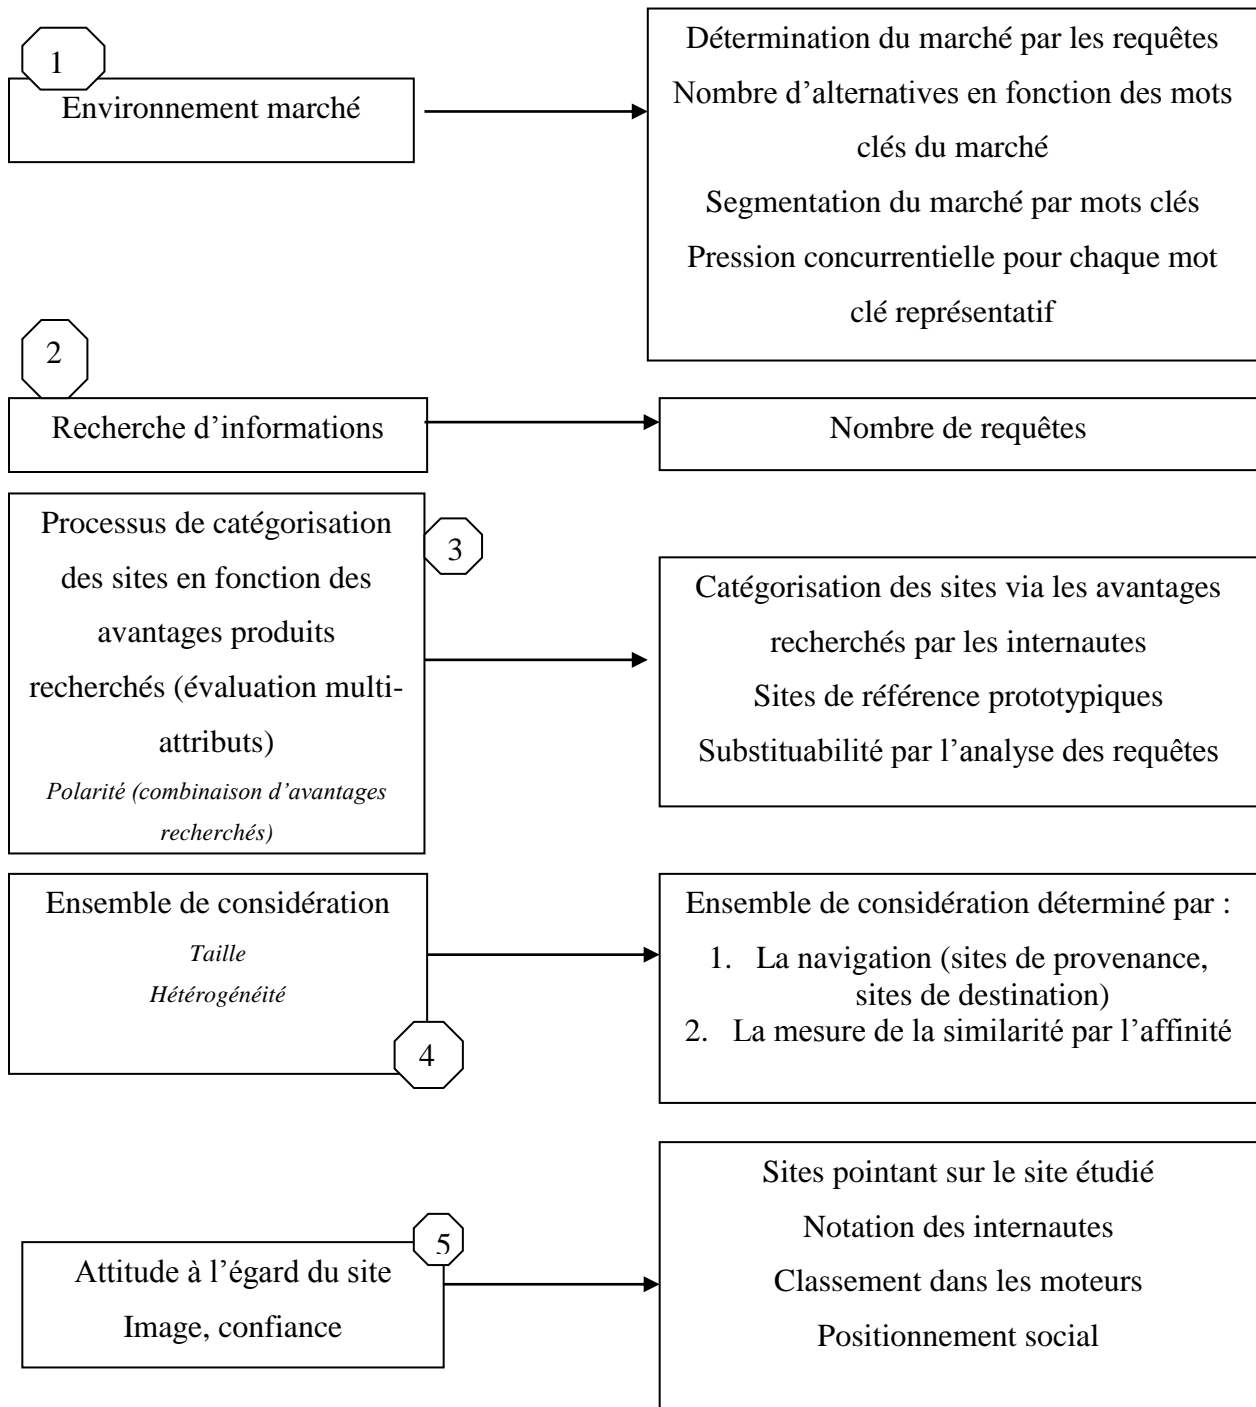 1
Environnement marché
Détermination du marché par les requêtes
Nombre d’alternatives en fonction des mots
clés du marché
Segmentation du marché par mots clés
Pression concurrentielle pour chaque mot
clé représentatif
2
Recherche d’informations
Nombre de requêtes
Processus de catégorisation
des sites en fonction des
avantages produits
recherchés (évaluation multi-
attributs)
Polarité (combinaison d’avantages
recherchés)
3
Catégorisation des sites via les avantages
recherchés par les internautes
Sites de référence prototypiques
Substituabilité par l’analyse des requêtes
Ensemble de considération
Taille
Hétérogénéité
4
Ensemble de considération déterminé par :
1. La navigation (sites de provenance,
sites de destination)
2. La mesure de la similarité par l’affinité
5
Attitude à l’égard du site
Image, confiance
Sites pointant sur le site étudié
Notation des internautes
Classement dans les moteurs
Positionnement social